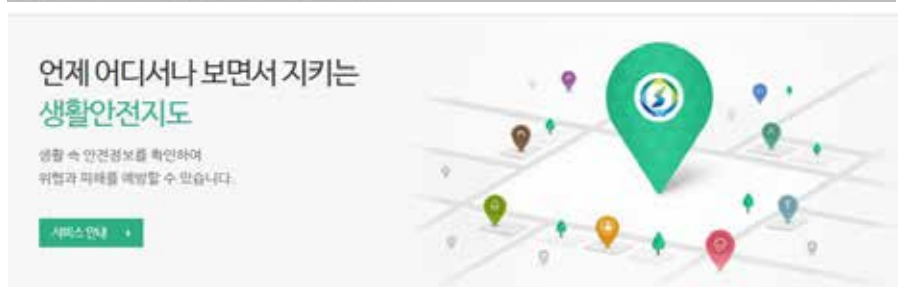 언제 어디서나 보면서 지키는
생활안전지도
생활 속 안전정보를 확인하여
위험과 피해를 예방할 수 있습니다.
서비스 안내